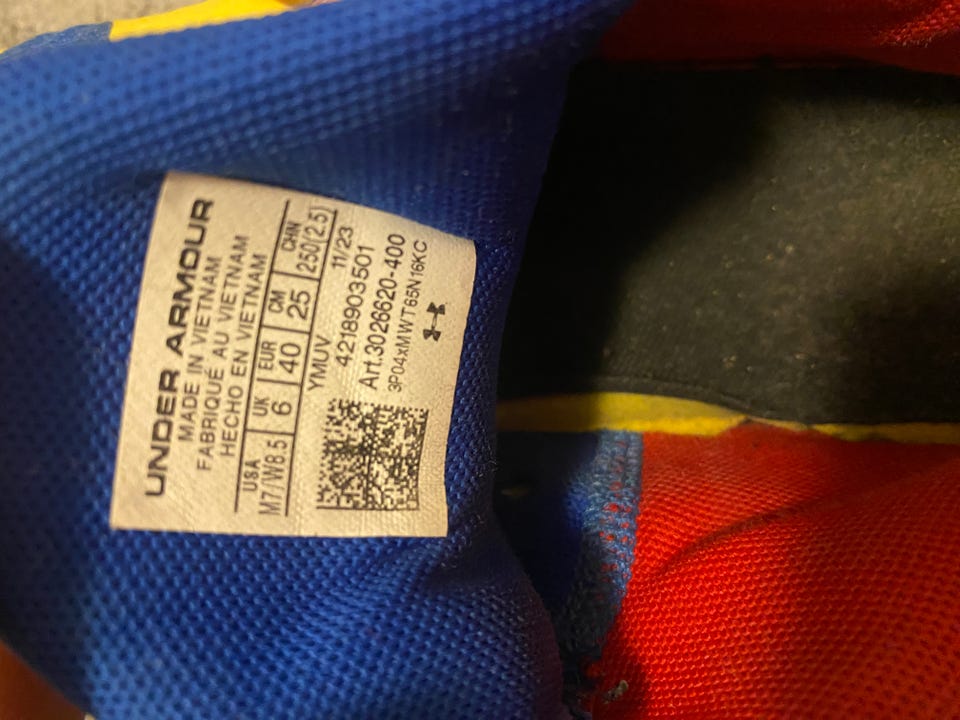 UNDER ARMOUR
MADE IN VIETNAM
FABRIQUÉ AU VIETNAM
HECHO EN VIETNAM
USA UK EUR CM CHN
M7/W8.5 6 40 25 250(2.5)
YMUV 11/23
4218903501
Art.3026620-400
3P04xMWT65N16KC